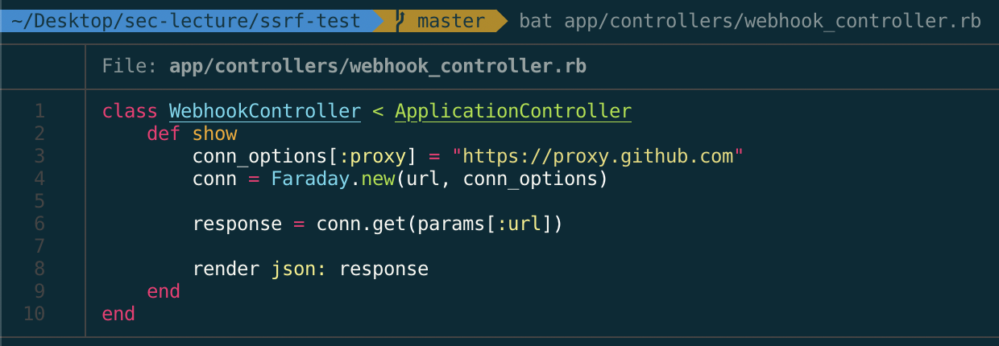 ~/Desktop/sec-lecture/ssrf-test master bat app/controllers/webhook_controller.rb
File: app/controllers/webhook_controller.rb
1 class WebhookController < ApplicationController
2     def show
3         conn_options[:proxy] = "https://proxy.github.com"
4         conn = Faraday.new(url, conn_options)
5
6         response = conn.get(params[:url])
7
8         render json: response
9     end
10 end